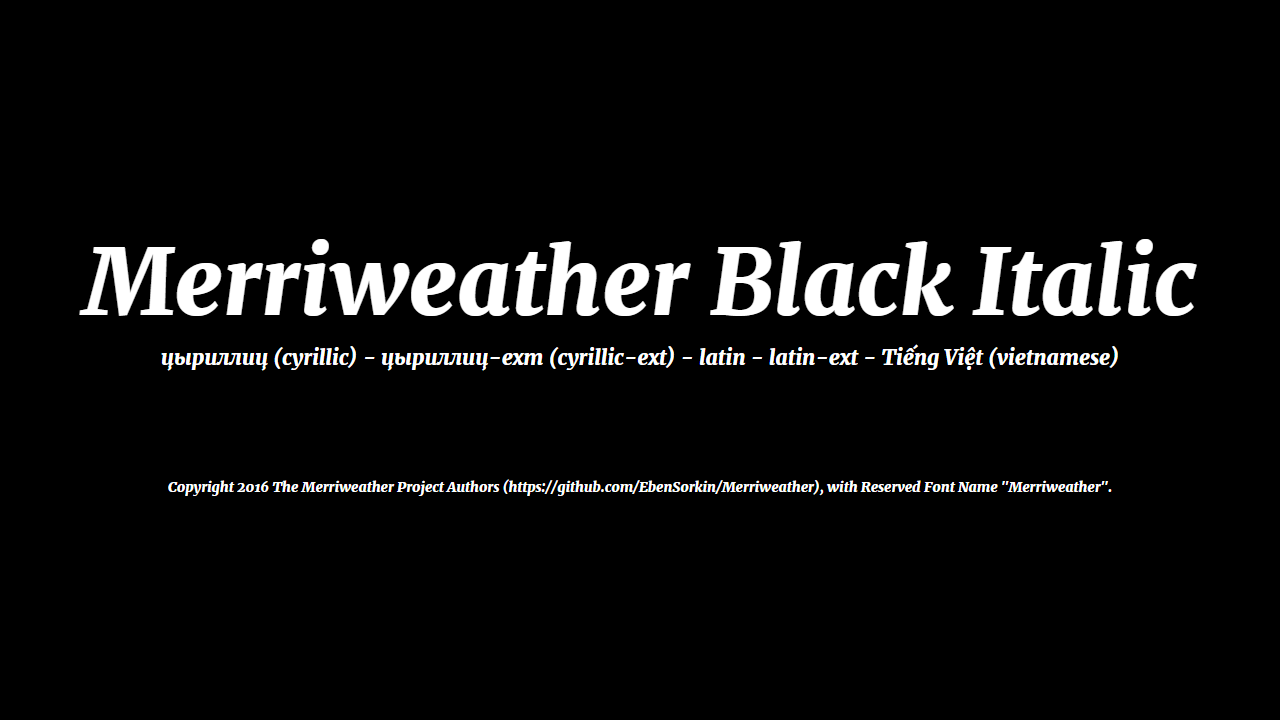 Merriweather Black Italic
цыриллиц (cyrillic) - цыриллиц-ехт (cyrillic-ext) - latin - latin-ext - Tiếng Việt (vietnamese)
Copyright 2016 The Merriweather Project Authors (https://github.com/EbenSorkin/Merriweather), with Reserved Font Name "Merriweather".